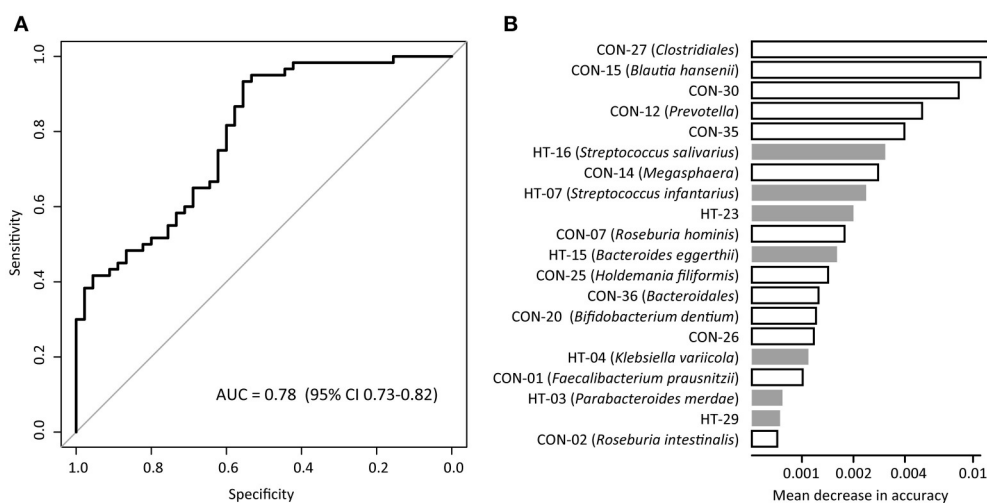 A
1.0
0.8
0.6
0.4
0.2
0.0
Sensitivity
AUC = 0.78 (95% CI 0.73-0.82)
1.0 0.8 0.6 0.4 0.2 0.0
Specificity
B
CON-27 (Clostridiales)
CON-15 (Blautia hansenii)
CON-30
CON-12 (Prevotella)
CON-35
HT-16 (Streptococcus salivarius)
CON-14 (Megasphaera)
HT-07 (Streptococcus infantarius)
HT-23
CON-07 (Roseburia hominis)
HT-15 (Bacteroides eggerthii)
CON-25 (Holdemania filiformis)
CON-36 (Bacteroidales)
CON-20 (Bifidobacterium dentium)
CON-26
HT-04 (Klebsiella variicola)
CON-01 (Faecalibacterium prausnitzii)
HT-03 (Parabacteroides merdae)
HT-29
CON-02 (Roseburia intestinalis)
0.001 0.002 0.004 0.01
Mean decrease in accuracy